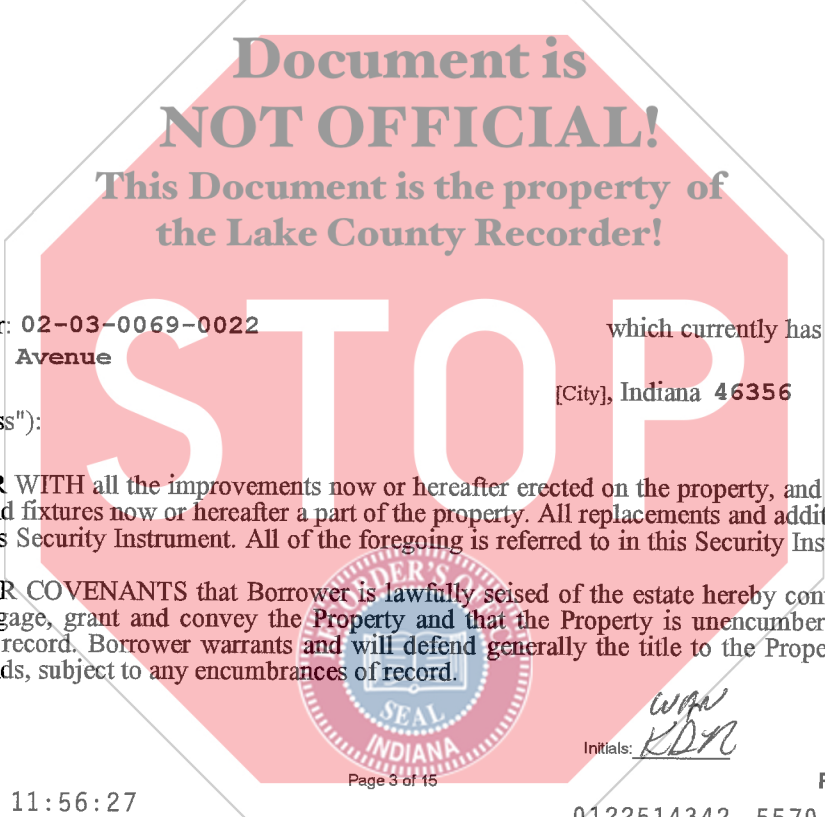 Document is
NOT OFFICIAL!
This Document is the property of
the Lake County Recorder!
STOP
r: 02-03-0069-0022 which currently has
Avenue
[City], Indiana 46356
ss"):
R WITH all the improvements now or hereafter erected on the property, and
d fixtures now or hereafter a part of the property. All replacements and addit
s Security Instrument. All of the foregoing is referred to in this Security Ins
R COVENANTS that Borrower is lawfully seised of the estate hereby con
gage, grant and convey the Property and that the Property is unencumber
record. Borrower warrants and will defend generally the title to the Prope
ds, subject to any encumbrances of record.
RECORDER'S OFFICE
SEAL
INDIANA
WAN
Initials: KDN
Page 3 of 15
11:56:27
0122514342 5570